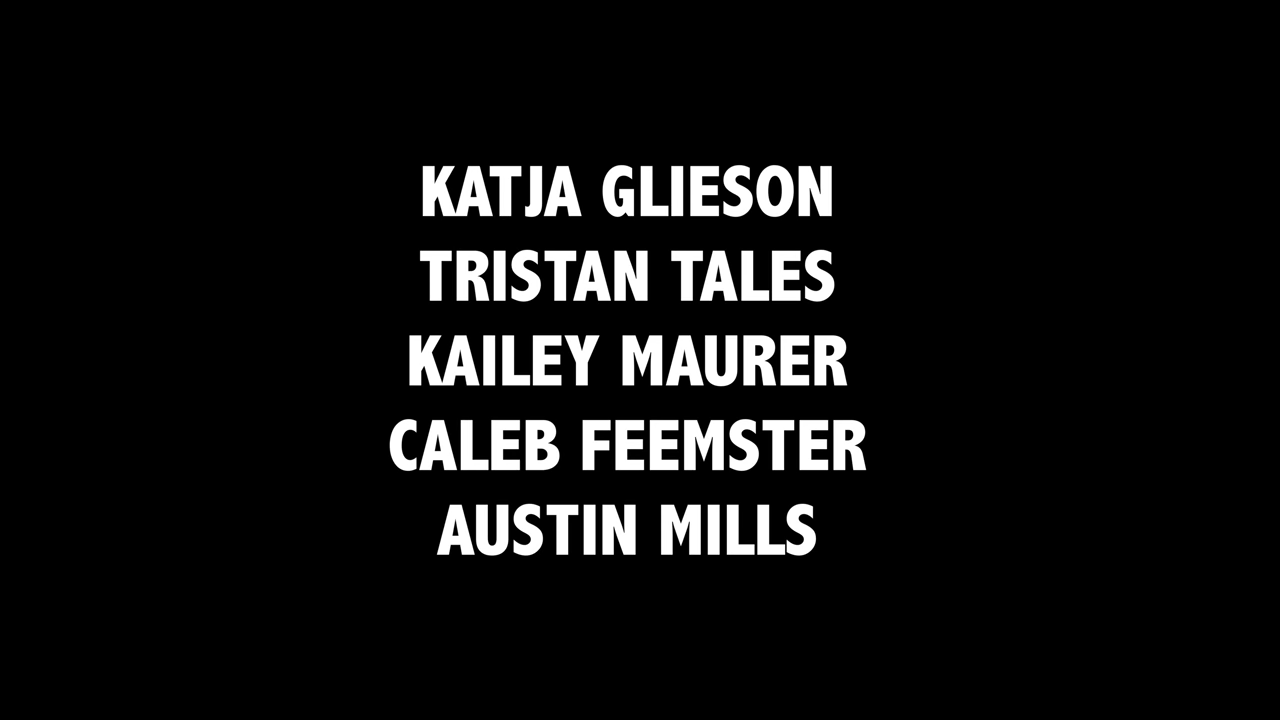 KATJA GLIESON
TRISTAN TALES
KAILEY MAURER
CALEB FEEMSTER
AUSTIN MILLS